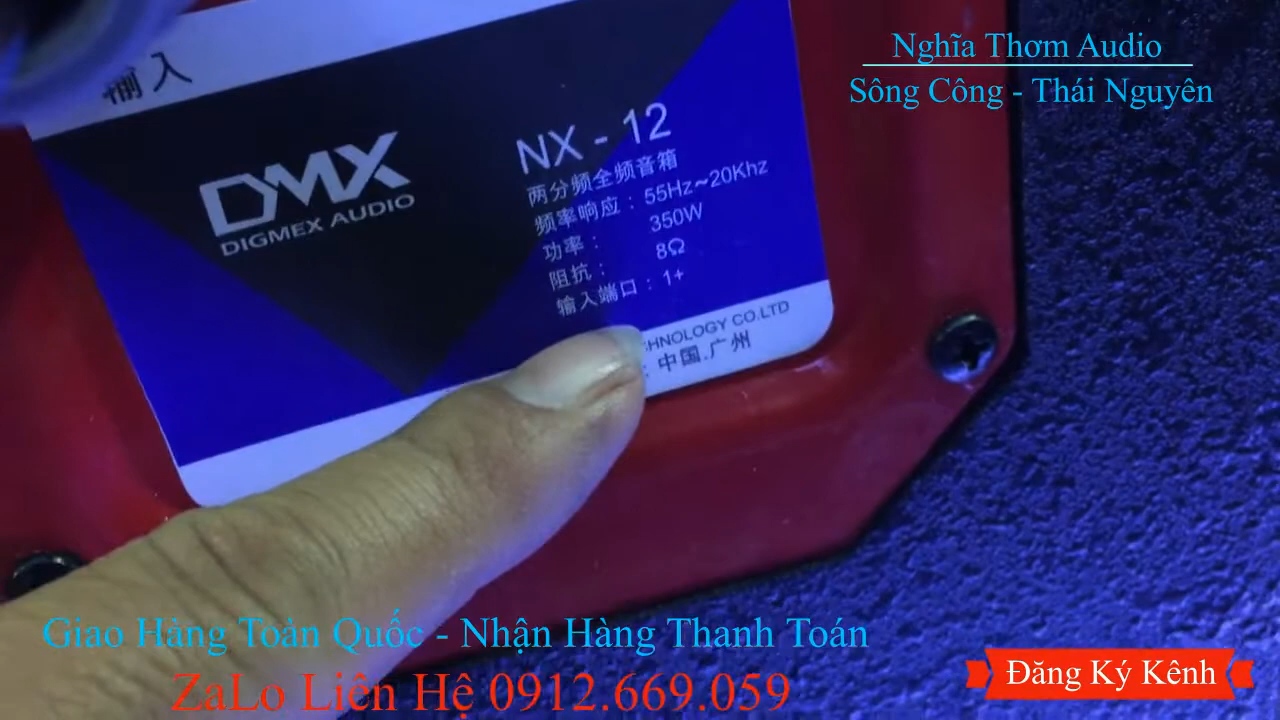 Nghĩa Thơm Audio
Sông Công - Thái Nguyên
输入
DMX
DIGMEX AUDIO
NX - 12
两分频全频音箱
频率响应：55Hz~20Khz
功率： 350W
阻抗： 8Ω
输入端口：1+
HNOLOGY CO.LTD
: 中国.广州
Giao Hàng Toàn Quốc - Nhận Hàng Thanh Toán
ZaLo Liên Hệ 0912.669.059
Đăng Ký Kênh